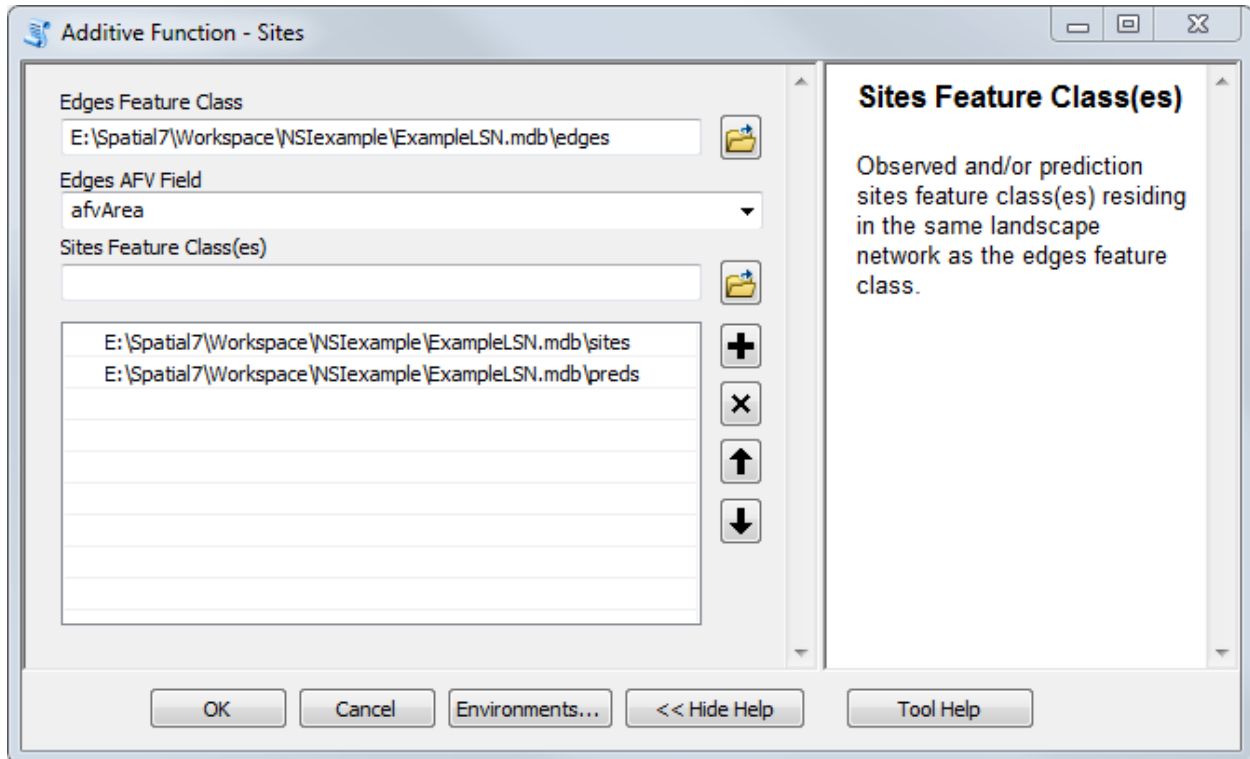 Additive Function - Sites
Edges Feature Class
E:\Spatial7\Workspace\NSIexample\ExampleLSN.mdb\edges
Edges AFV Field
afvArea
Sites Feature Class(es)
E:\Spatial7\Workspace\NSIexample\ExampleLSN.mdb\sites
E:\Spatial7\Workspace\NSIexample\ExampleLSN.mdb\preds
Sites Feature Class(es)
Observed and/or prediction
sites feature class(es) residing
in the same landscape
network as the edges feature
class.
OK
Cancel
Environments...
<< Hide Help
Tool Help